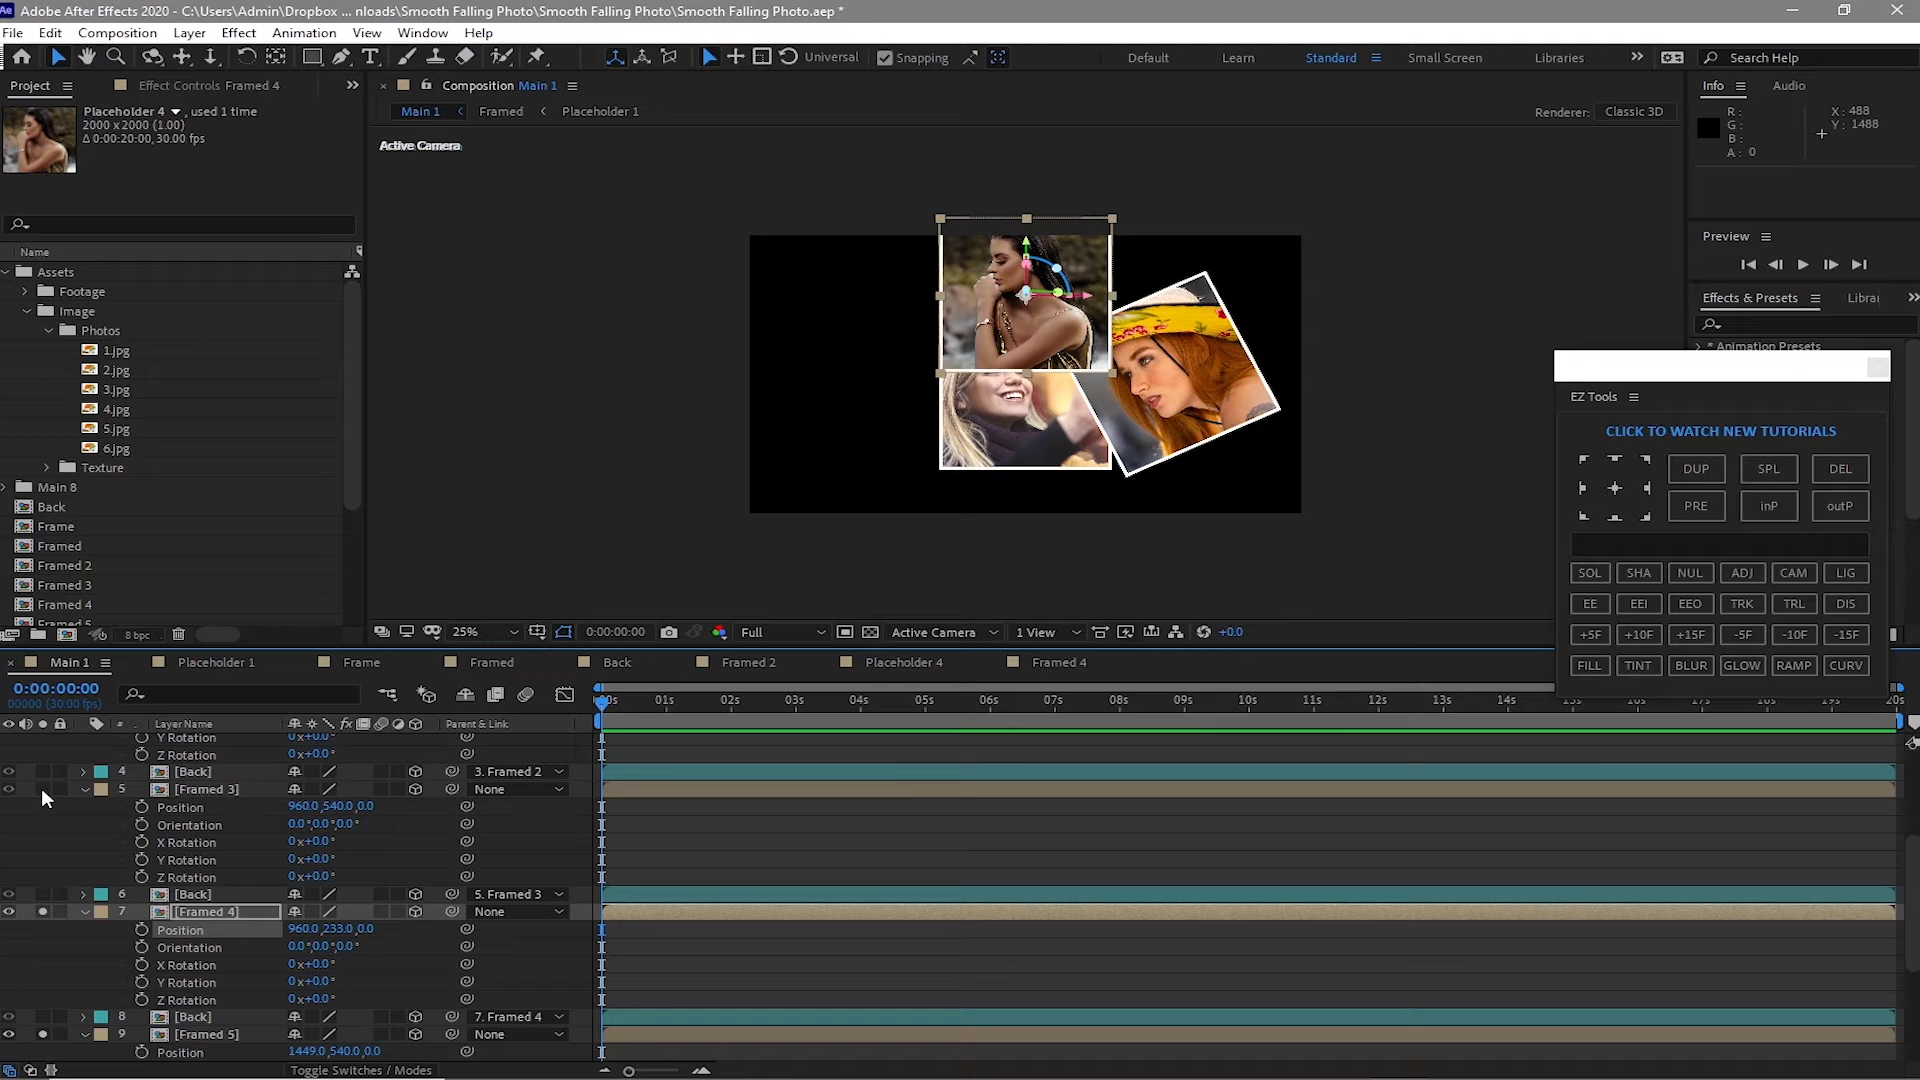 Adobe After Effects 2020 - C:\Users\Admin\Dropbox ... nloads\Smooth Falling Photo\Smooth Falling Photo\Smooth Falling Photo.aep *
File Edit Composition Layer Effect Animation View Window Help
Universal Snapping Default Learn Standard Small Screen Libraries Search Help
Project Effect Controls Framed 4 Composition Main 1 Info Audio
Placeholder 4 , used 1 time
2000 x 2000 (1.00)
Δ 0:00:20:00, 30.00 fps
Main 1 Framed Placeholder 1 Renderer: Classic 3D
Active Camera
R: X: 488
G: Y: 1488
B:
A: 0
Preview
Effects & Presets Librai
* Animation Presets
Name
Assets
Footage
Image
Photos
1.jpg
2.jpg
3.jpg
4.jpg
5.jpg
6.jpg
Texture
Main 8
Back
Frame
Framed
Framed 2
Framed 3
Framed 4
Framed 5
8 bpc
25% 0:00:00:00 Full Active Camera 1 View +0.0
EZ Tools
CLICK TO WATCH NEW TUTORIALS
DUP SPL DEL
PRE inP outP
SOL SHA NUL ADJ CAM LIG
EE EEI EEO TRK TRL DIS
+5F +10F +15F -5F -10F -15F
FILL TINT BLUR GLOW RAMP CURV
Main 1 Placeholder 1 Frame Framed Back Framed 2 Placeholder 4 Framed 4
0:00:00:00
00000 (30.00 fps)
00s 01s 02s 03s 04s 05s 06s 07s 08s 09s 10s 11s 12s 13s 14s 15s 16s 17s 18s 19s 20s
# Layer Name Parent & Link
Y Rotation 0x+0.0°
Z Rotation 0x+0.0°
4 [Back] 3. Framed 2
5 [Framed 3] None
Position 960.0,540.0,0.0
Orientation 0.0°,0.0°,0.0°
X Rotation 0x+0.0°
Y Rotation 0x+0.0°
Z Rotation 0x+0.0°
6 [Back] 5. Framed 3
7 [Framed 4] None
Position 960.0,233.0,0.0
Orientation 0.0°,0.0°,0.0°
X Rotation 0x+0.0°
Y Rotation 0x+0.0°
Z Rotation 0x+0.0°
8 [Back] 7. Framed 4
9 [Framed 5] None
Position 1449.0,540.0,0.0
Toggle Switches / Modes